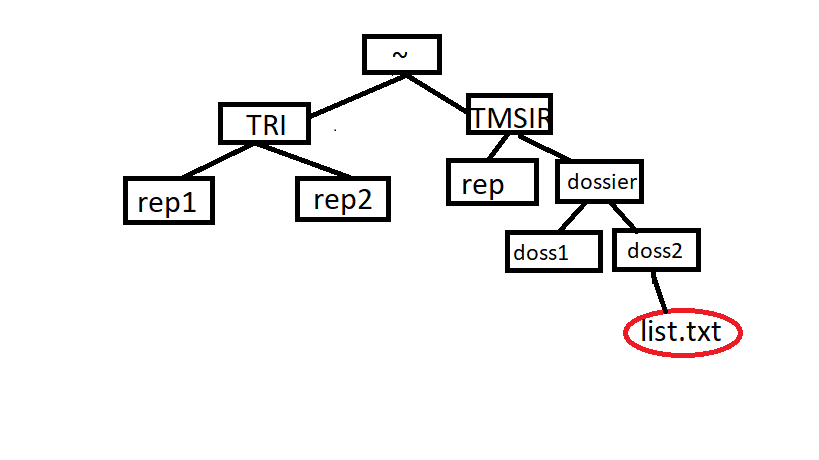 ~
TRI
TMSIR
rep1
rep2
rep
dossier
doss1
doss2
list.txt